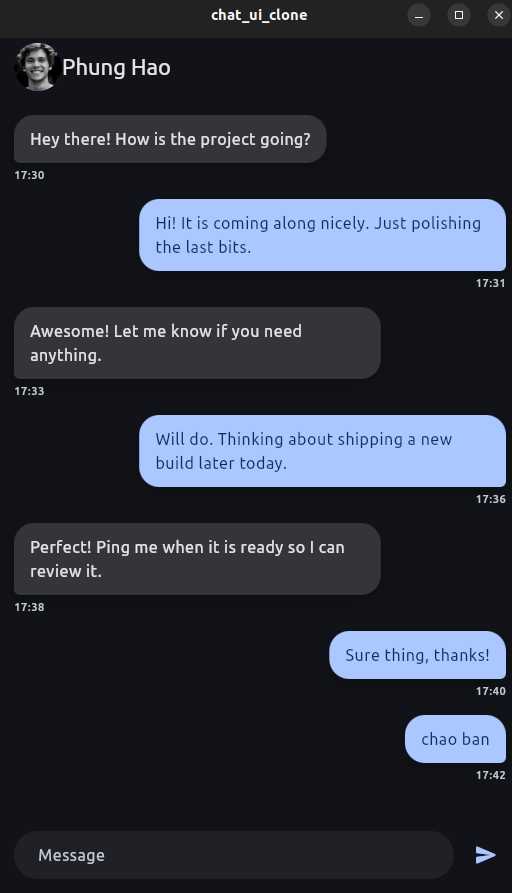 chat_ui_clone
Phung Hao
Hey there! How is the project going?
17:30
Hi! It is coming along nicely. Just polishing
the last bits.
17:31
Awesome! Let me know if you need
anything.
17:33
Will do. Thinking about shipping a new
build later today.
17:36
Perfect! Ping me when it is ready so I can
review it.
17:38
Sure thing, thanks!
17:40
chao ban
17:42
Message